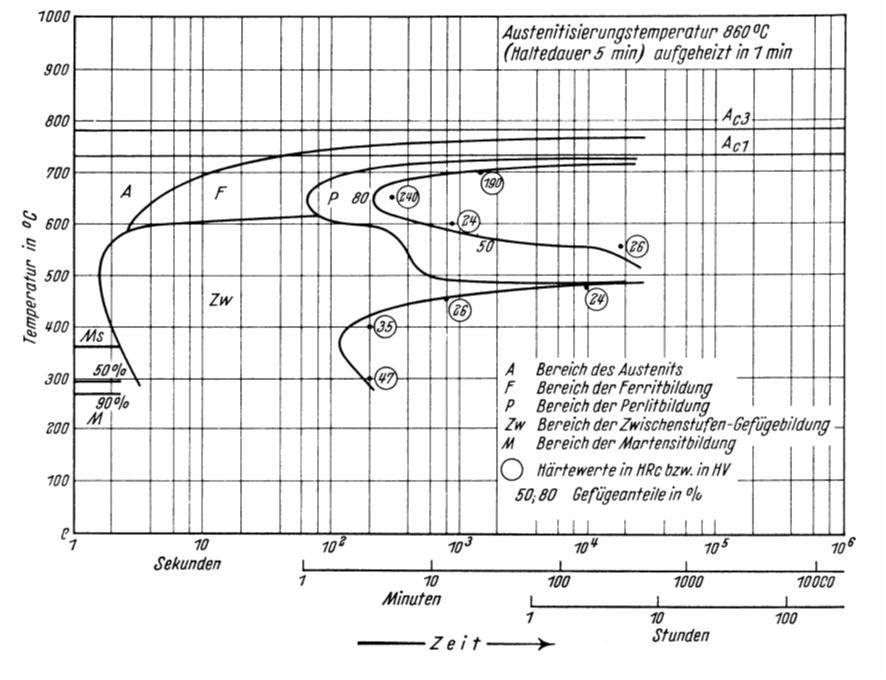 1000
Austenitisierungstemperatur 860°C
(Haltedauer 5 min) aufgeheizt in 1 min
900
800
Ac3
Ac1
700
190
A
F
P 80
240
600
24
50
26
500
Zw
24
26
400
35
Ms
50%
300
47
90%
M
200
100
0
Temperatur in °C
A Bereich des Austenits
F Bereich der Ferritbildung
P Bereich der Perlitbildung
Zw Bereich der Zwischenstufen-Gefügebildung
M Bereich der Martensitbildung
Härtewerte in HRc bzw. in HV
50; 80 Gefügeanteile in %
1 10 10² 10³ 10⁴ 10⁵ 10⁶
Sekunden
1 10 100 1000 10000
Minuten
1 10 100
Stunden
Zeit